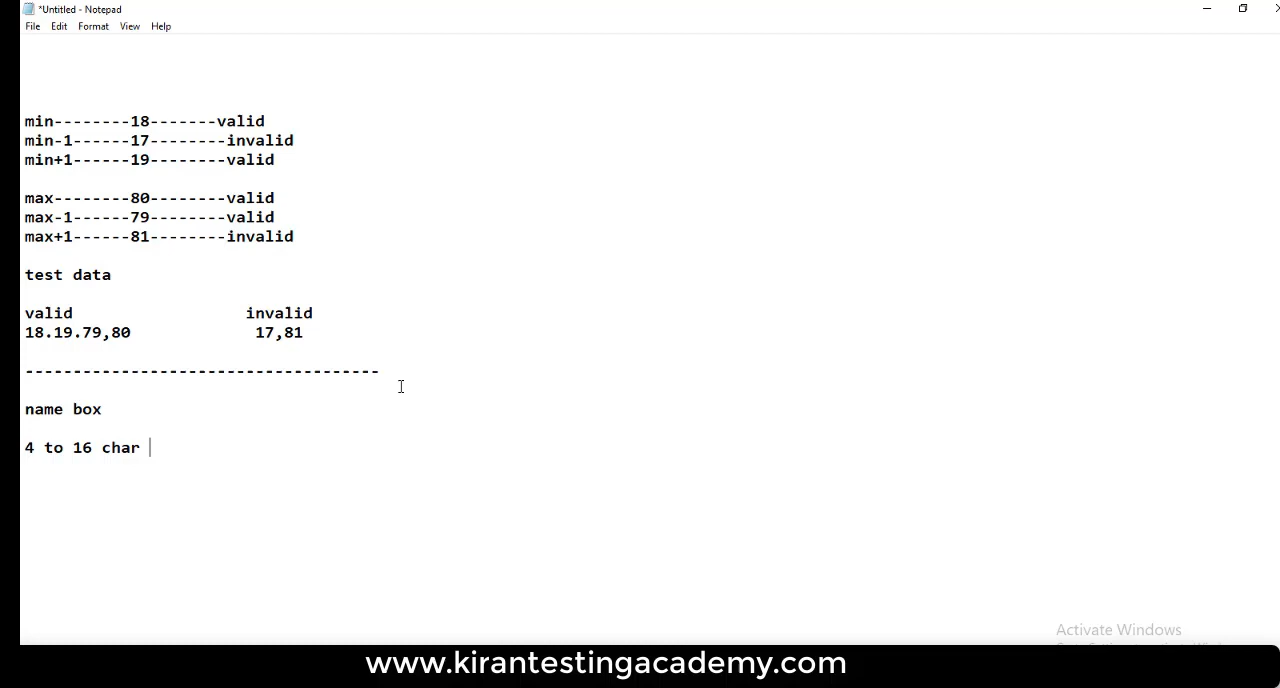 *Untitled - Notepad
File Edit Format View Help
min--------18-------valid
min-1------17--------invalid
min+1------19--------valid
max--------80--------valid
max-1------79--------valid
max+1------81--------invalid
test data
valid invalid
18.19.79,80 17,81
-------------------------------------
name box
4 to 16 char
Activate Windows
www.kirantestingacademy.com